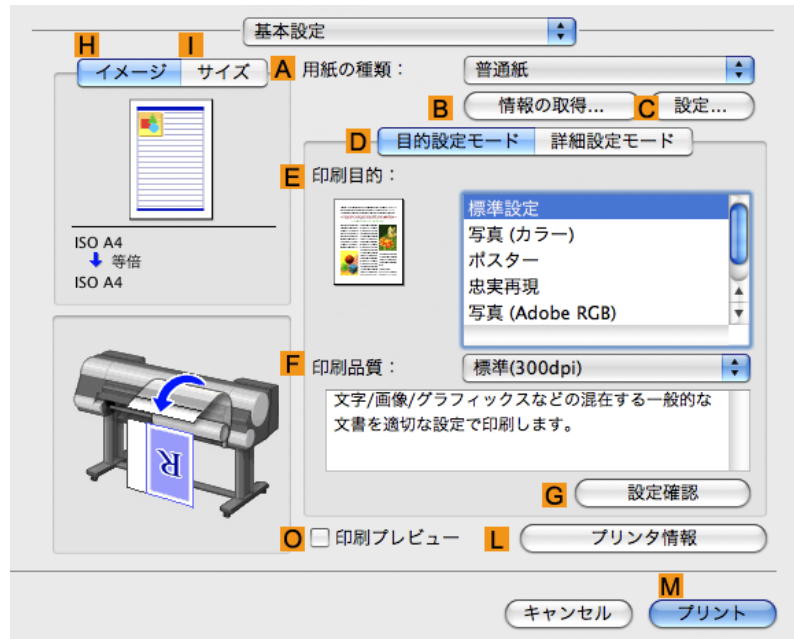 基本設定
H
I
イメージ サイズ
A 用紙の種類： 普通紙
B 情報の取得... C 設定...
D 目的設定モード 詳細設定モード
E 印刷目的：
標準設定
写真 (カラー)
ポスター
忠実再現
写真 (Adobe RGB)
ISO A4
等倍
ISO A4
F 印刷品質： 標準(300dpi)
文字/画像/グラフィックスなどの混在する一般的な
文書を適切な設定で印刷します。
R
G 設定確認
O 印刷プレビュー L プリンタ情報
M
キャンセル プリント